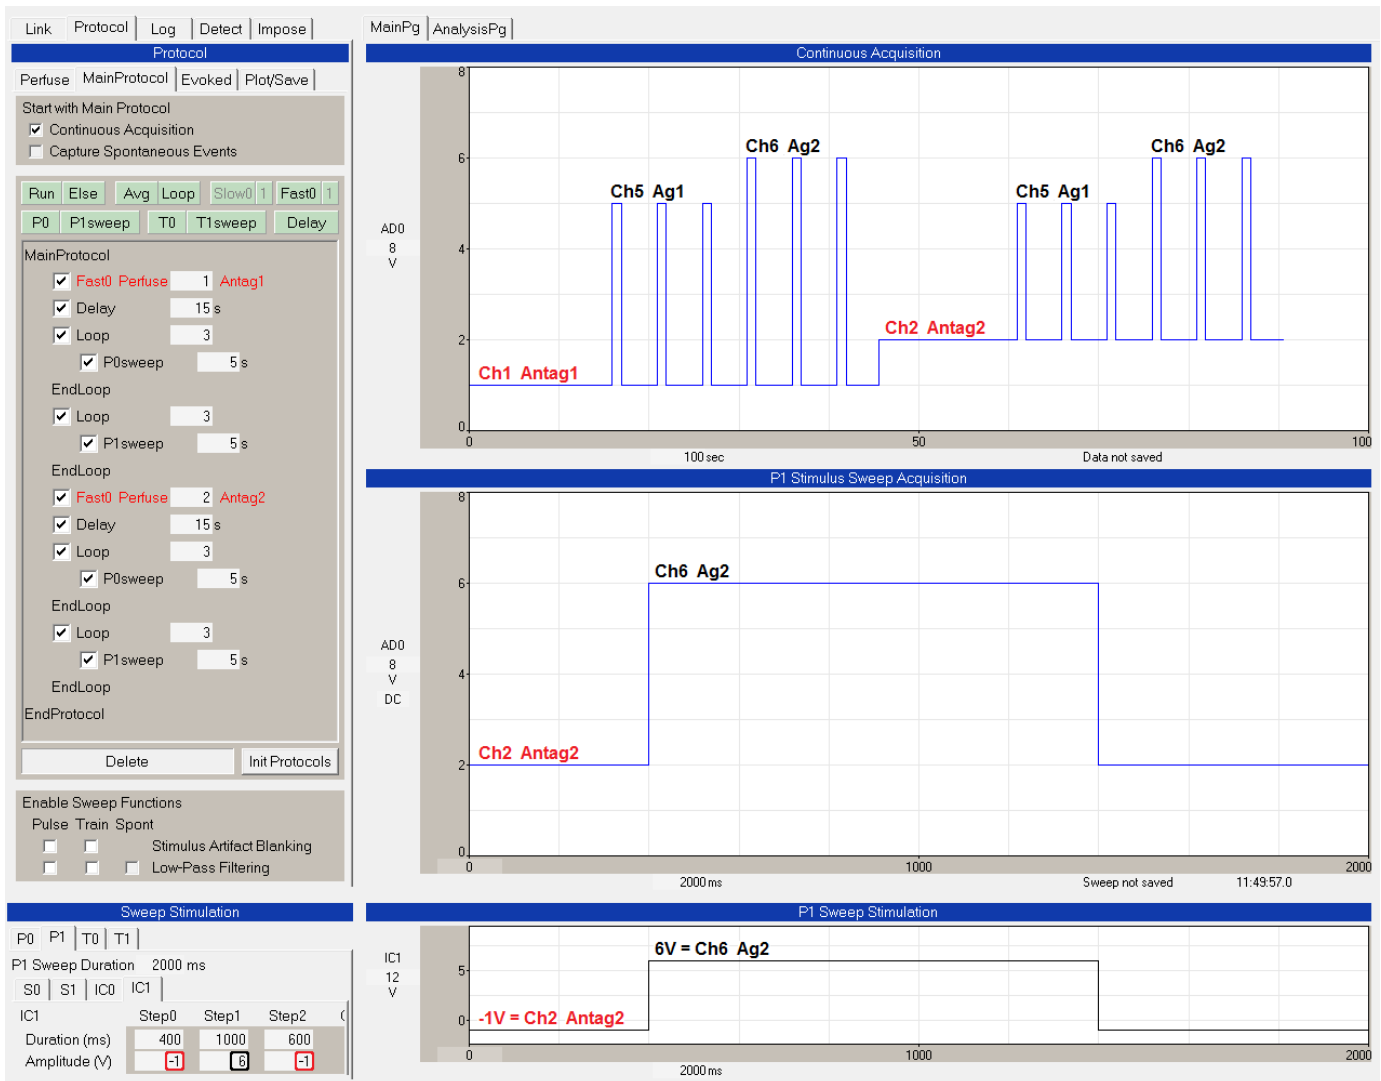 Link Protocol Log Detect Impose
Protocol
Perfuse MainProtocol Evoked Plot/Save
Start with Main Protocol
Continuous Acquisition
Capture Spontaneous Events
Run Else Avg Loop Slow0 1 Fast0 1
P0 P1sweep T0 T1sweep Delay
MainProtocol
Fast0 Perfuse 1 Antag1
Delay 15 s
Loop 3
P0sweep 5 s
EndLoop
Loop 3
P1sweep 5 s
EndLoop
Fast0 Perfuse 2 Antag2
Delay 15 s
Loop 3
P0sweep 5 s
EndLoop
Loop 3
P1sweep 5 s
EndLoop
EndProtocol
Delete Init Protocols
Enable Sweep Functions
Pulse Train Spont
Stimulus Artifact Blanking
Low-Pass Filtering
Sweep Stimulation
P0 P1 T0 T1
P1 Sweep Duration 2000 ms
S0 S1 IC0 IC1
IC1 Step0 Step1 Step2
Duration (ms) 400 1000 600
Amplitude (V) -1 6 -1
MainPg AnalysisPg
Continuous Acquisition
8
Ch6 Ag2 Ch6 Ag2
6
Ch5 Ag1 Ch5 Ag1
AD0
8
V
4
Ch2 Antag2
2
Ch1 Antag1
0
0 50 100
100 sec Data not saved
P1 Stimulus Sweep Acquisition
8
Ch6 Ag2
6
AD0
8
V
DC
4
Ch2 Antag2
2
0
0 1000 2000
2000 ms Sweep not saved 11:49:57.0
P1 Sweep Stimulation
6V = Ch6 Ag2
IC1
12
V
5
0
-1V = Ch2 Antag2
0 1000 2000
2000 ms